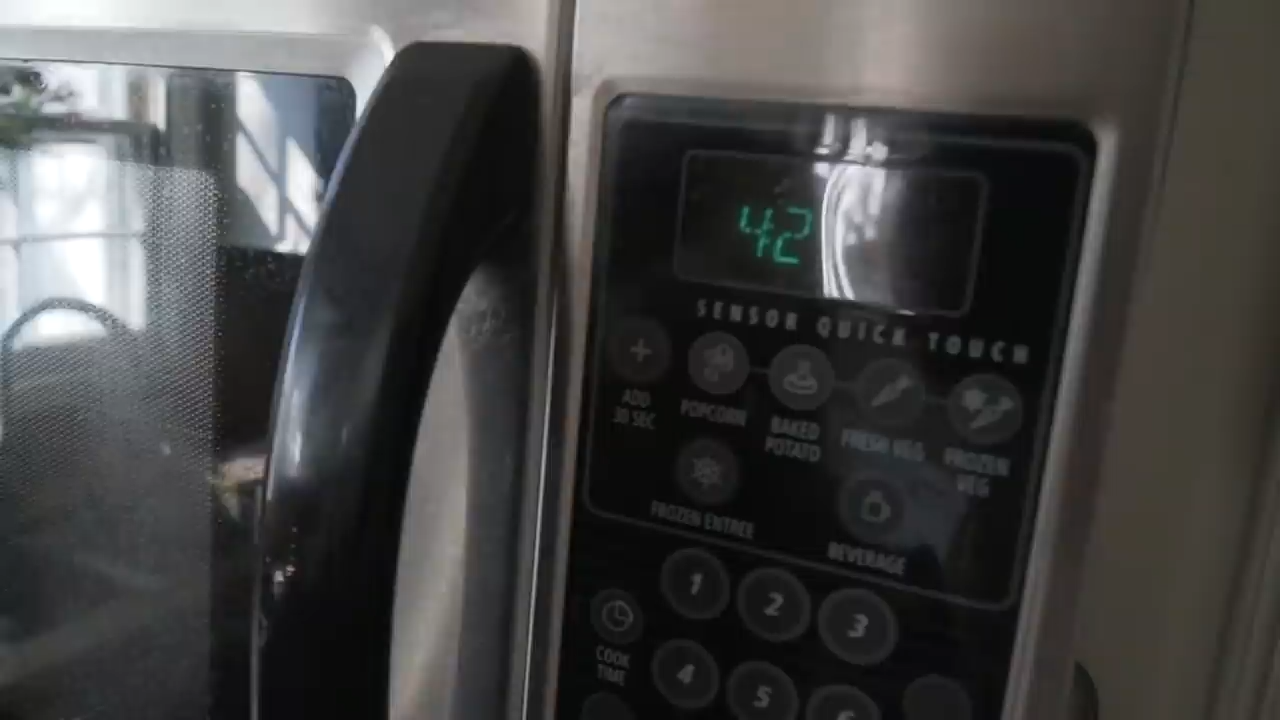 42
SENSOR QUICK TOUCH
ADD
30 SEC
POPCORN
BAKED
POTATO
FRESH VEG
FROZEN
VEG
FROZEN ENTREE
BEVERAGE
1 2 3
COOK
TIME
4 5 6